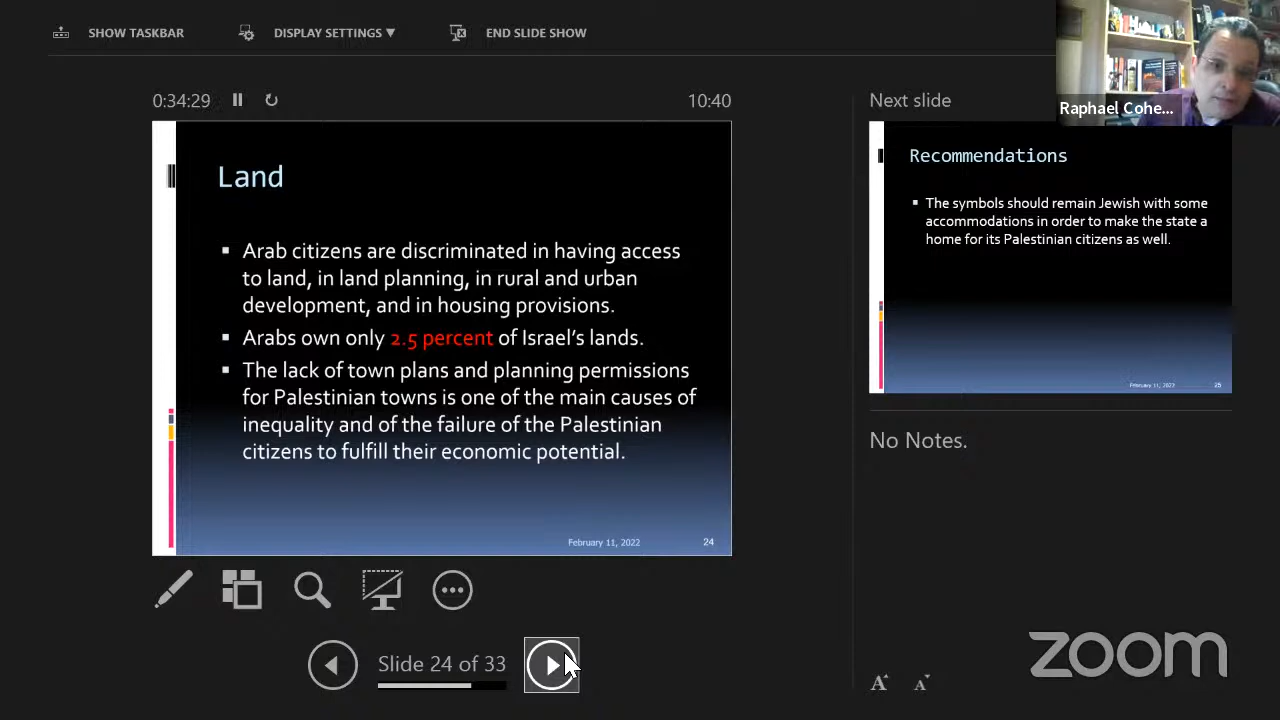 SHOW TASKBAR
DISPLAY SETTINGS ▼
END SLIDE SHOW
0:34:29
10:40
Next slide
Raphael Cohe...
Land
▪ Arab citizens are discriminated in having access
to land, in land planning, in rural and urban
development, and in housing provisions.
▪ Arabs own only 2.5 percent of Israel's lands.
▪ The lack of town plans and planning permissions
for Palestinian towns is one of the main causes of
inequality and of the failure of the Palestinian
citizens to fulfill their economic potential.
February 11, 2022
24
Recommendations
▪ The symbols should remain Jewish with some
accommodations in order to make the state a
home for its Palestinian citizens as well.
February 11, 2022
25
No Notes.
Slide 24 of 33
A A
zoom